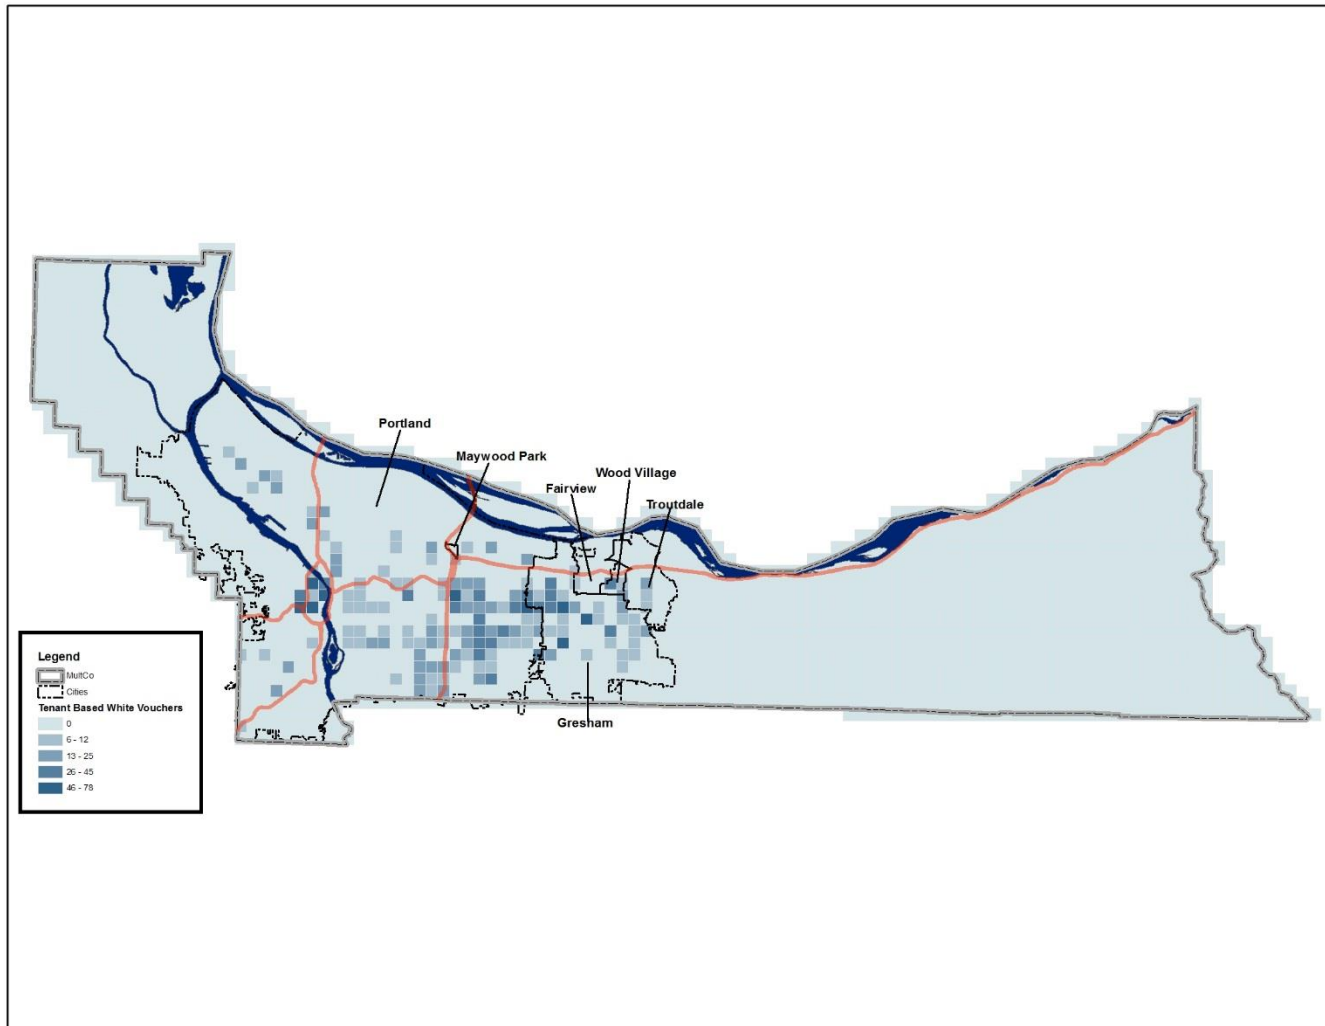 Portland
Maywood Park
Wood Village
Fairview
Troutdale
Gresham
Legend
MultCo
Cities
Tenant Based White Vouchers
0
6 - 12
13 - 25
26 - 45
46 - 78